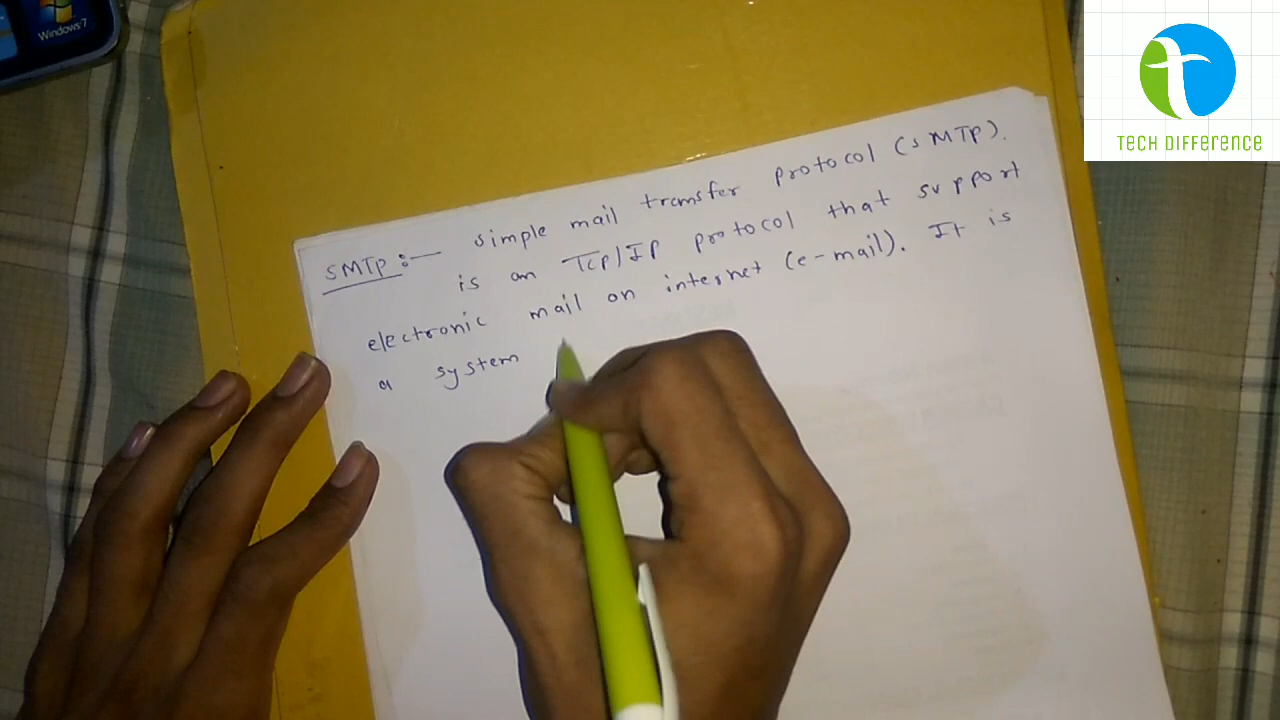 Windows 7
TECH DIFFERENCE
SMTP :— simple mail transfer protocol (SMTP).
is an TCP/IP protocol that support
electronic mail on internet (e-mail). It is
a system